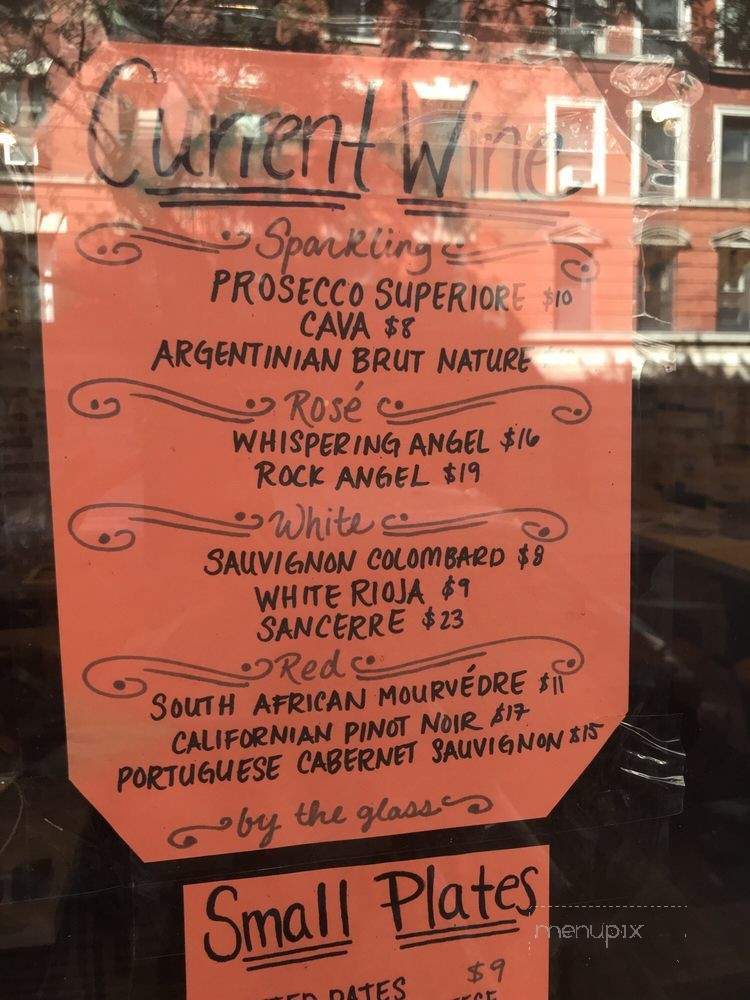 Current Wine
Sparkling
PROSECCO SUPERIORE $10
CAVA $8
ARGENTINIAN BRUT NATURE
Rosé
WHISPERING ANGEL $16
ROCK ANGEL $19
White
SAUVIGNON COLOMBARD $8
WHITE RIOJA $9
SANCERRE $23
Red
SOUTH AFRICAN MOURVÉDRE $11
CALIFORNIAN PINOT NOIR $17
PORTUGUESE CABERNET SAUVIGNON $15
by the glass
Small Plates
menupix
DATES $9